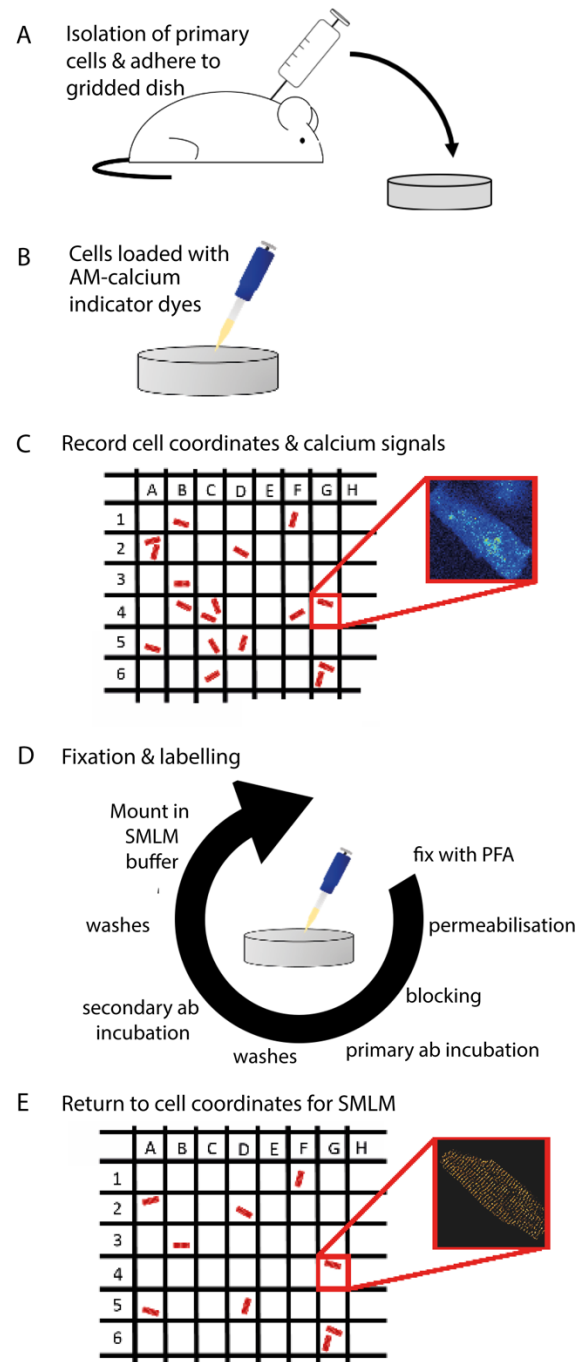 A
Isolation of primary
cells & adhere to
gridded dish
B
Cells loaded with
AM-calcium
indicator dyes
C
Record cell coordinates & calcium signals
A B C D E F G H
1
2
3
4
5
6
D
Fixation & labelling
Mount in
SMLM
buffer
fix with PFA
washes
permeabilisation
secondary ab
incubation
blocking
washes
primary ab incubation
E
Return to cell coordinates for SMLM
A B C D E F G H
1
2
3
4
5
6